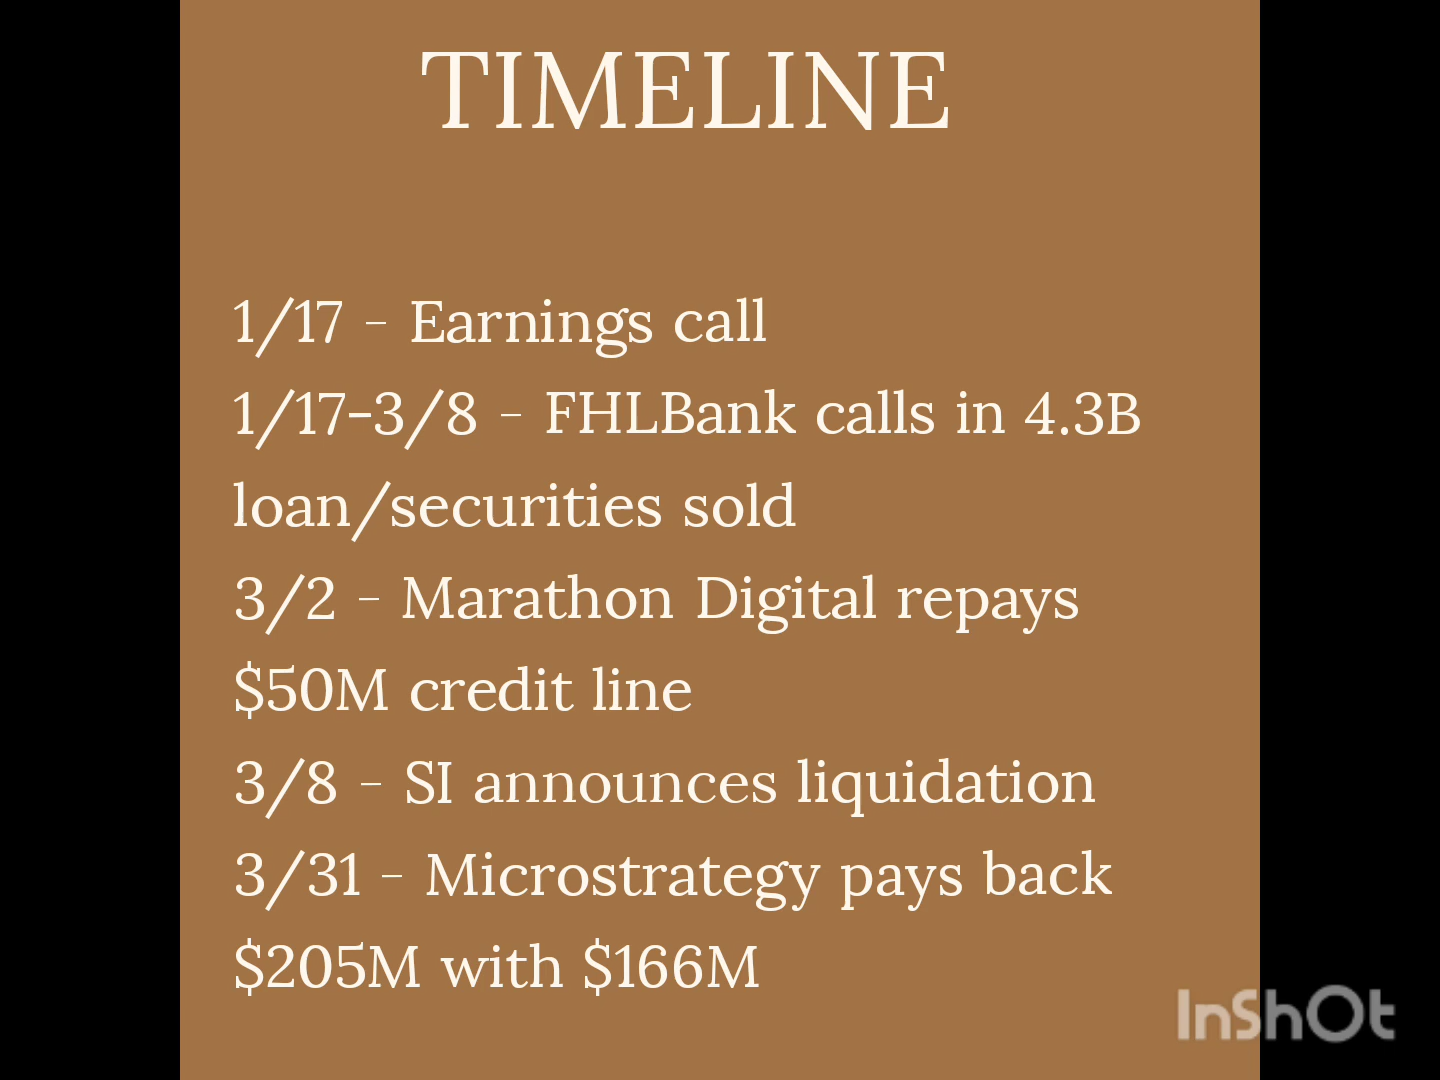 TIMELINE
1/17 - Earnings call
1/17-3/8 - FHLBank calls in 4.3B
loan/securities sold
3/2 - Marathon Digital repays
$50M credit line
3/8 - SI announces liquidation
3/31 - Microstrategy pays back
$205M with $166M
InShOt